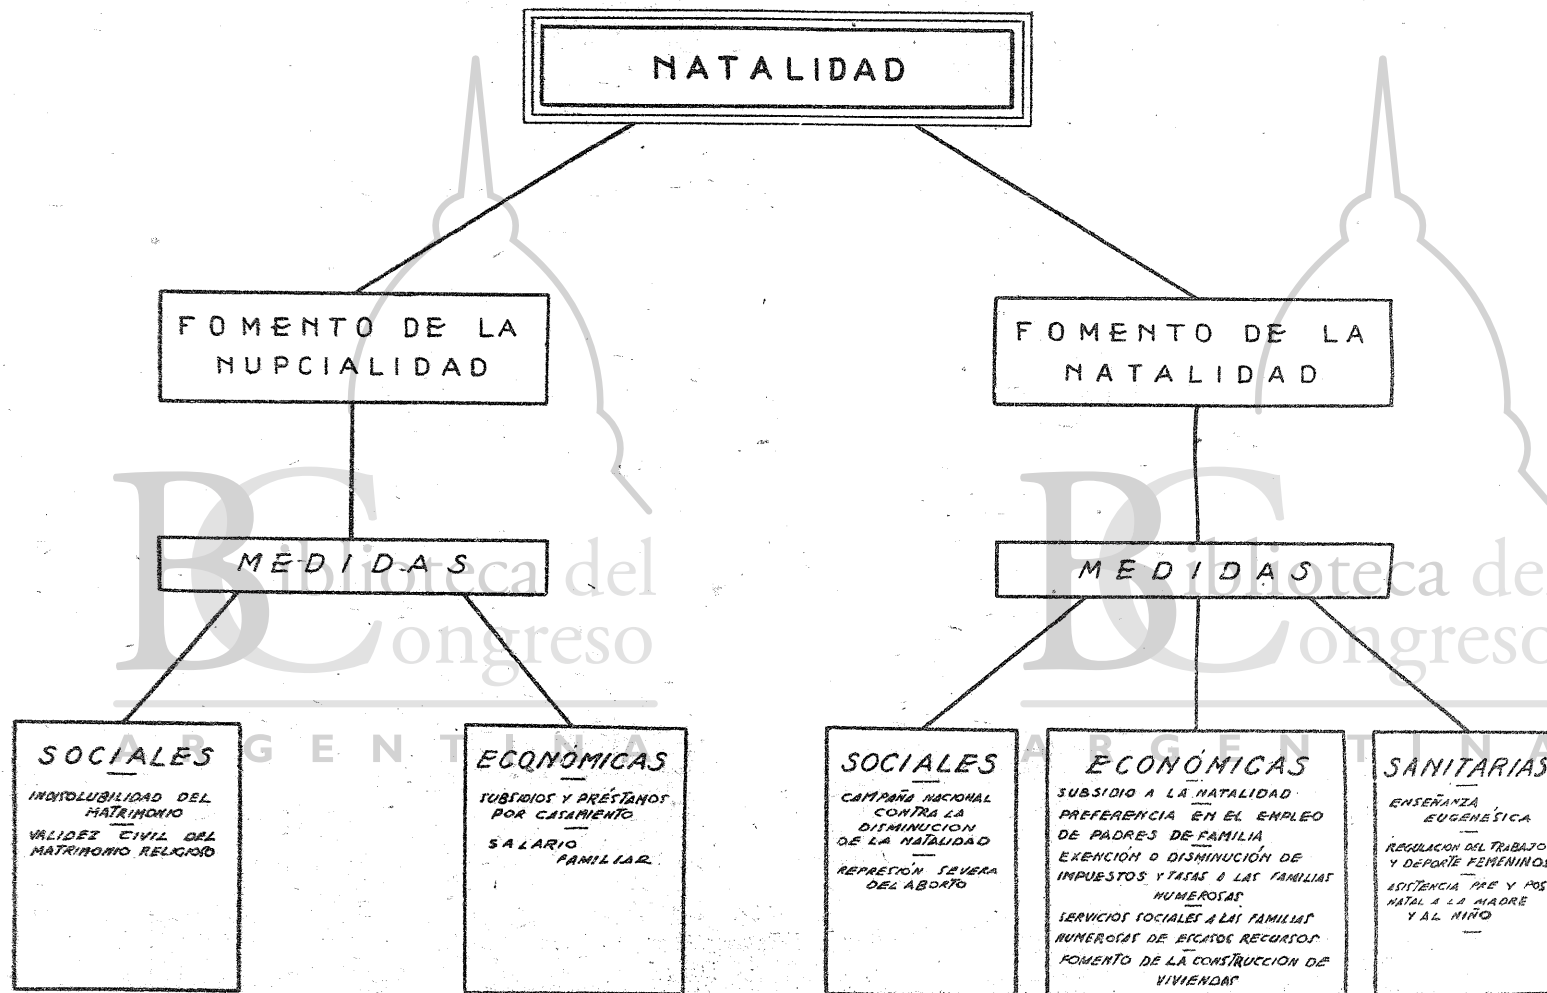 NATALIDAD
FOMENTO DE LA
NUPCIALIDAD
MEDIDAS
SOCIALES
INDISOLUBILIDAD DEL
MATRIMONIO
VALIDEZ CIVIL DEL
MATRIMONIO RELIGIOSO
ECONÓMICAS
SUBSIDIOS Y PRÉSTAMOS
POR CASAMIENTO
SALARIO
FAMILIAR
FOMENTO DE LA
NATALIDAD
MEDIDAS
SOCIALES
CAMPAÑA NACIONAL
CONTRA LA
DISMINUCION
DE LA NATALIDAD
REPRESIÓN SEVERA
DEL ABORTO
ECONÓMICAS
SUBSIDIO A LA NATALIDAD
PREFERENCIA EN EL EMPLEO
DE PADRES DE FAMILIA
EXENCIÓN O DISMINUCIÓN DE
IMPUESTOS Y TASAS A LAS FAMILIAS
NUMEROSAS
SERVICIOS SOCIALES A LAS FAMILIAS
NUMEROSAS DE ESCASOS RECURSOS
FOMENTO DE LA CONSTRUCCION DE
VIVIENDAS
SANITARIAS
ENSEÑANZA
EUGENÉSICA
REGULACION DEL TRABAJO
Y DEPORTE FEMENINOS
ASISTENCIA PRE Y POS
NATAL A LA MADRE
Y AL NIÑO
Biblioteca del
Congreso
ARGENTINA
Biblioteca de
Congreso
ARGENTINA